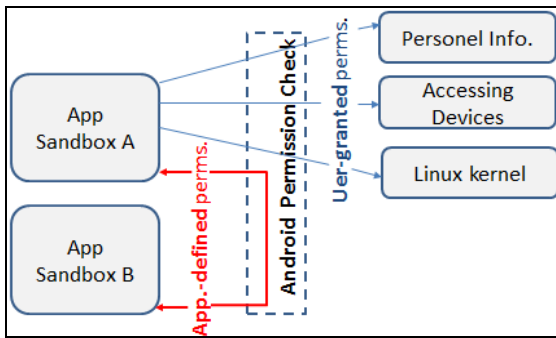 App
Sandbox A
App
Sandbox B
App.-defined perms.
Android Permission Check
Uer-granted perms.
Personel Info.
Accessing
Devices
Linux kernel